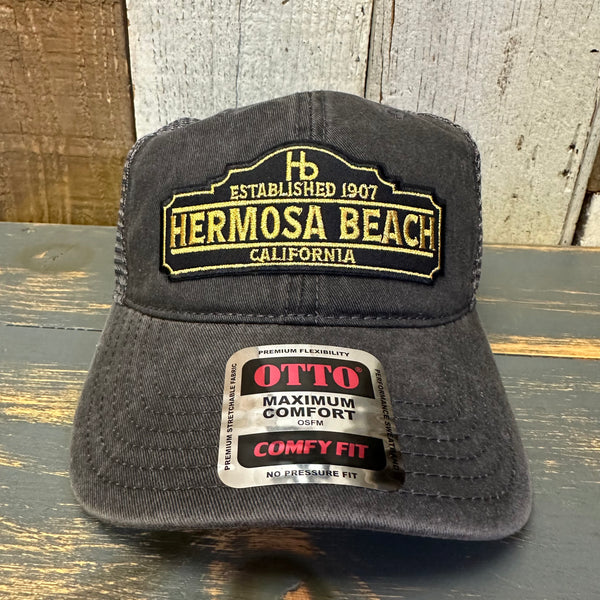 Hb
ESTABLISHED 1907
HERMOSA BEACH
CALIFORNIA
PREMIUM FLEXIBILITY
PREMIUM STRETCHABLE FABRIC
OTTO®
MAXIMUM
COMFORT
OSFM
COMFY FIT
NO PRESSURE FIT
PERFORMANCE